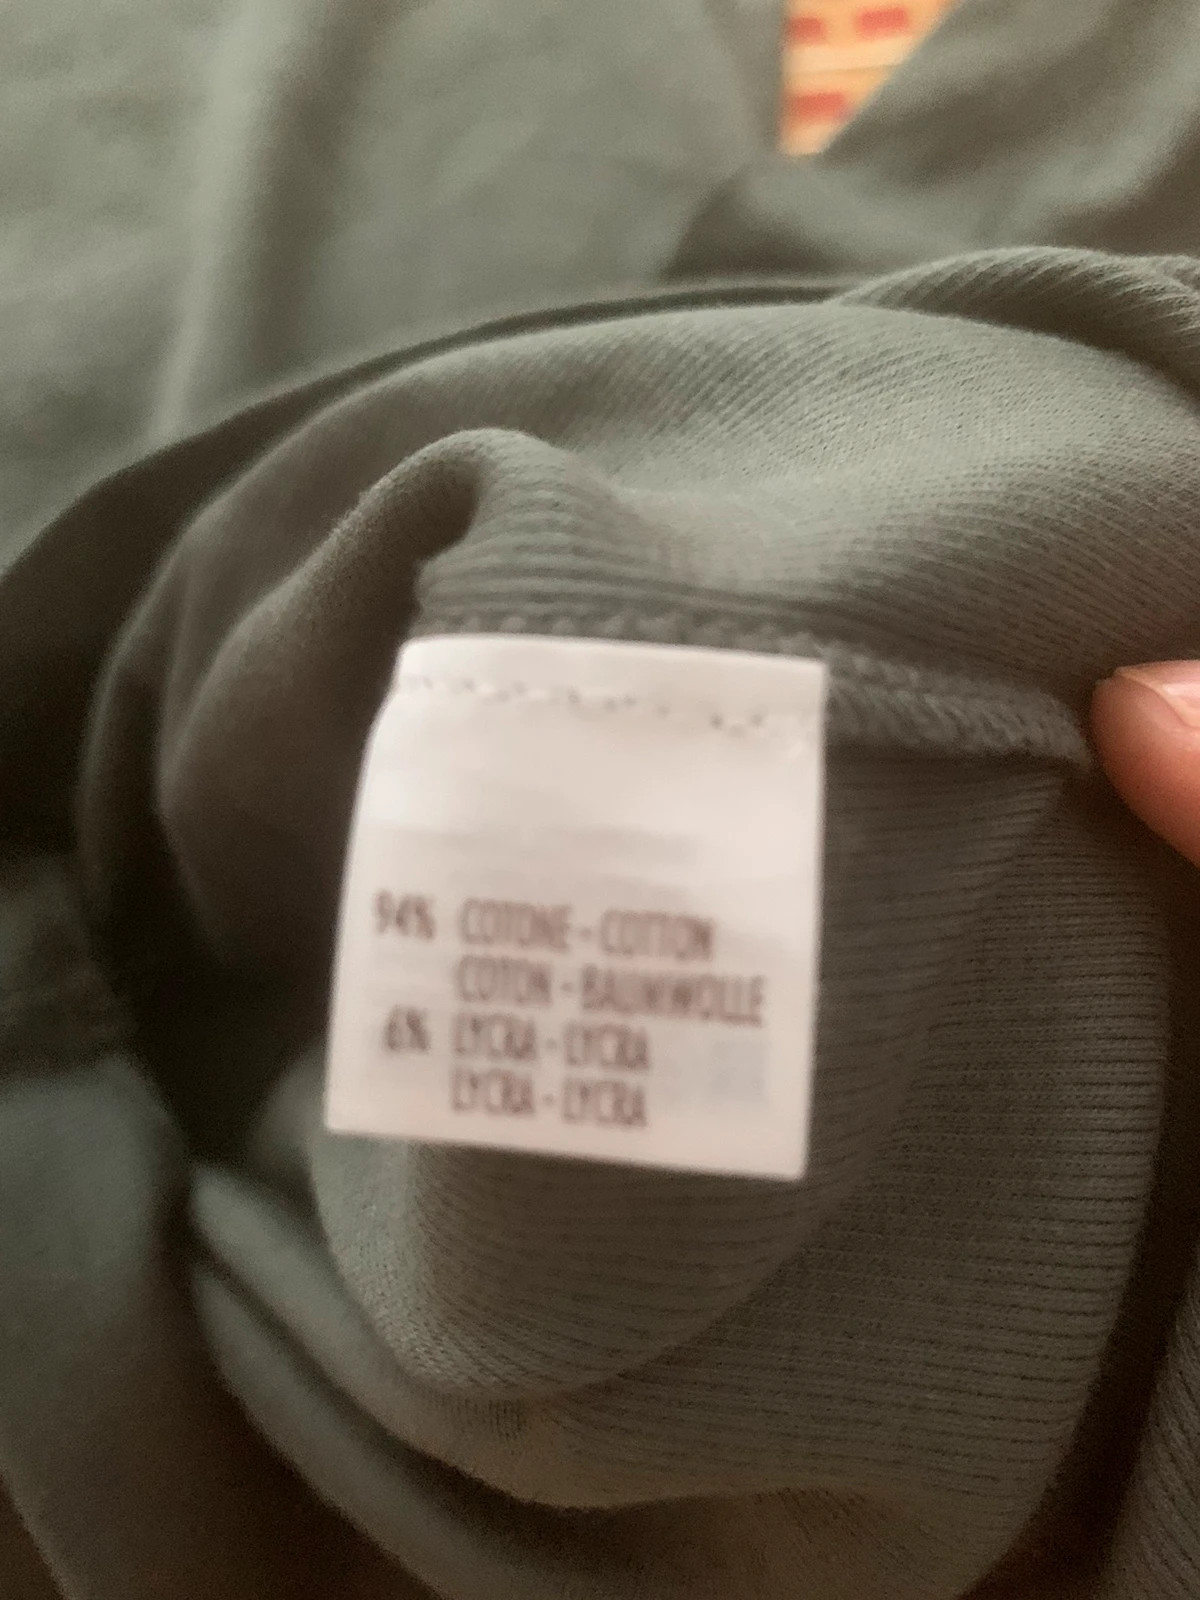 94% COTONE - COTTON
COTON - BAUMWOLLE
6% LYCRA - LYCRA
LYCRA - LYCRA